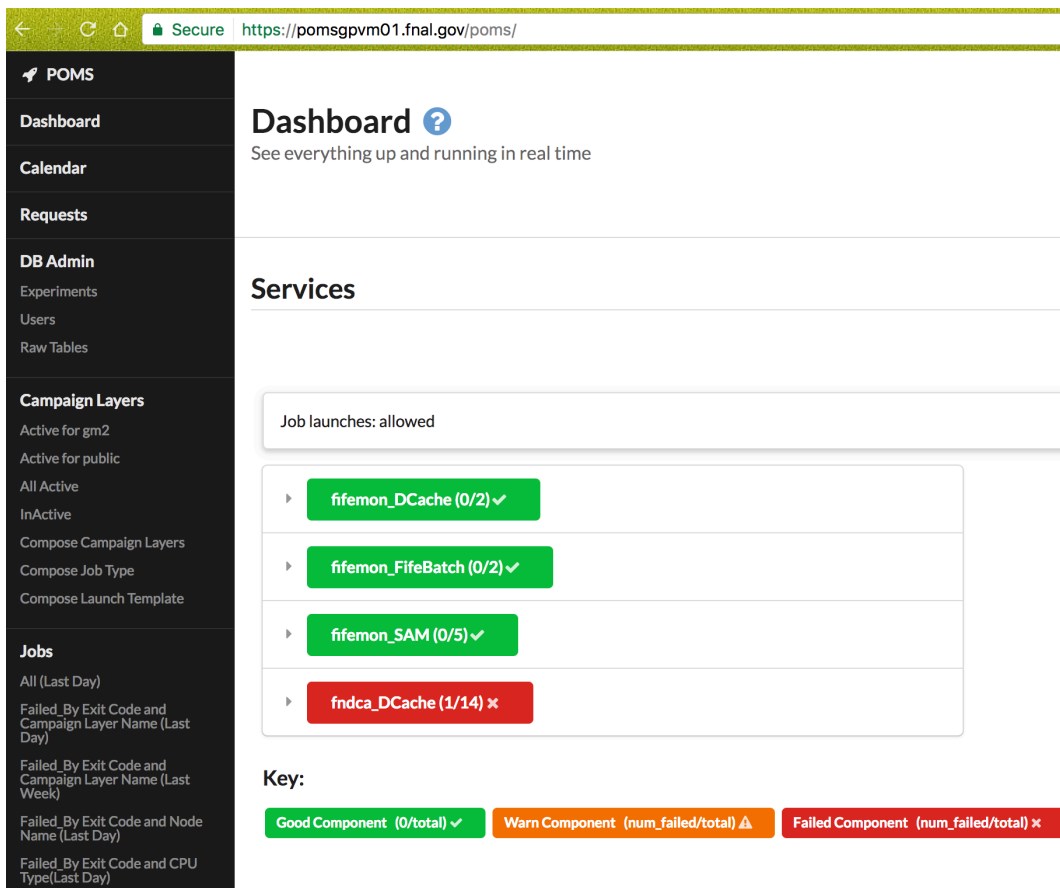 Secure https://pomsgpvm01.fnal.gov/poms/
POMS
Dashboard
Calendar
Requests
DB Admin
Experiments
Users
Raw Tables
Campaign Layers
Active for gm2
Active for public
All Active
InActive
Compose Campaign Layers
Compose Job Type
Compose Launch Template
Jobs
All (Last Day)
Failed_By Exit Code and
Campaign Layer Name (Last
Day)
Failed_By Exit Code and
Campaign Layer Name (Last
Week)
Failed_By Exit Code and Node
Name (Last Day)
Failed_By Exit Code and CPU
Type(Last Day)
Dashboard ?
See everything up and running in real time
Services
Job launches: allowed
fifemon_DCache (0/2)
fifemon_FifeBatch (0/2)
fifemon_SAM (0/5)
fndca_DCache (1/14)
Key:
Good Component (0/total) Warn Component (num_failed/total) Failed Component (num_failed/total)